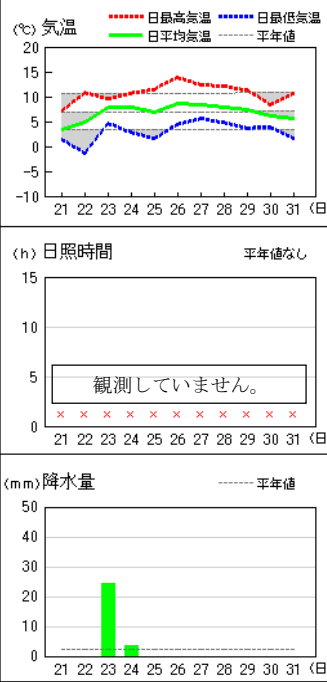 (℃) 気温
日最高気温 日最低気温
日平均気温 平年値
20
15
10
5
0
−5
−10
21 22 23 24 25 26 27 28 29 30 31 (日
(h) 日照時間 平年値なし
15
10
5
観測していません。
0
× × × × × × × × × × ×
21 22 23 24 25 26 27 28 29 30 31 (日
(mm)降水量 平年値
50
40
30
20
10
0
21 22 23 24 25 26 27 28 29 30 31 (日